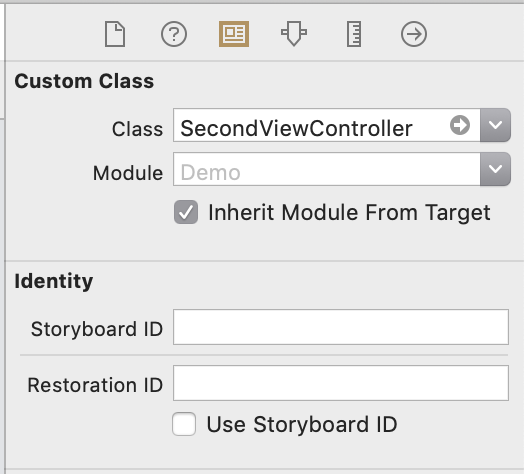 Custom Class
Class SecondViewController
Module Demo
Inherit Module From Target
Identity
Storyboard ID
Restoration ID
Use Storyboard ID